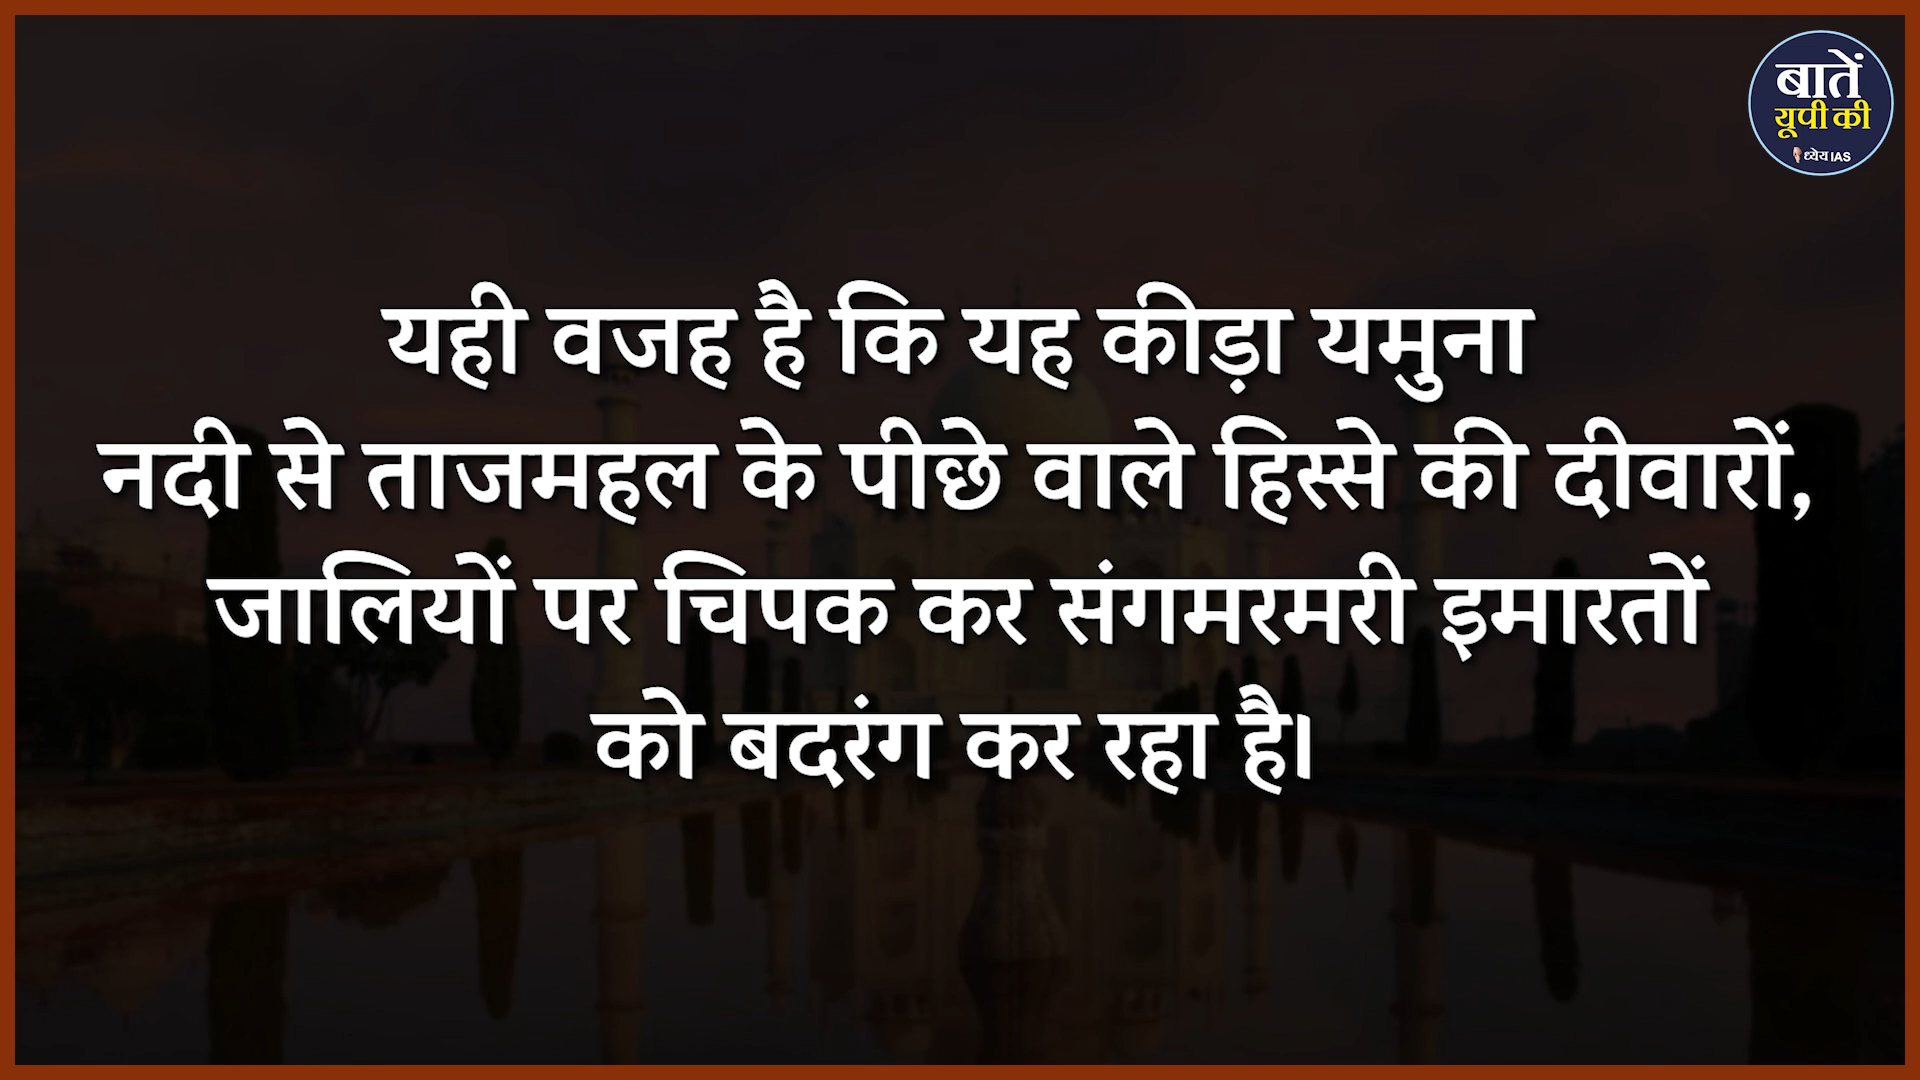 बातें
यूपी की
ध्येय IAS
यही वजह है कि यह कीड़ा यमुना
नदी से ताजमहल के पीछे वाले हिस्से की दीवारों,
जालियों पर चिपक कर संगमरमरी इमारतों
को बदरंग कर रहा है।